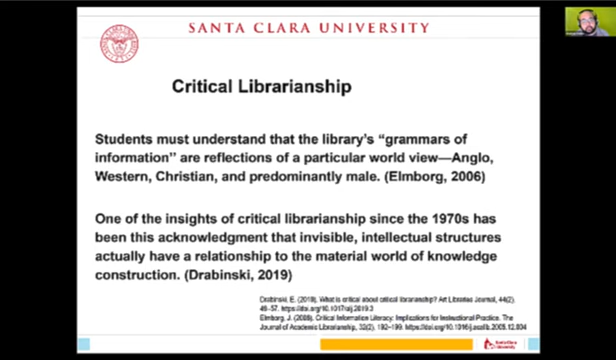 SANTA CLARA UNIVERSITY
Critical Librarianship
Students must understand that the library's “grammars of
information” are reflections of a particular world view—Anglo,
Western, Christian, and predominantly male. (Elmborg, 2006)
One of the insights of critical librarianship since the 1970s has
been this acknowledgment that invisible, intellectual structures
actually have a relationship to the material world of knowledge
construction. (Drabinski, 2019)
Drabinski, E. (2019). What is critical about critical librarianship? Art Libraries Journal, 44(2),
49–57. https://doi.org/10.1017/alj.2019.3
Elmborg, J. (2006). Critical Information Literacy: Implications for Instructional Practice. The
Journal of Academic Librarianship, 32(2), 192–199. https://doi.org/10.1016/j.acalib.2005.12.004
Santa Clara
University